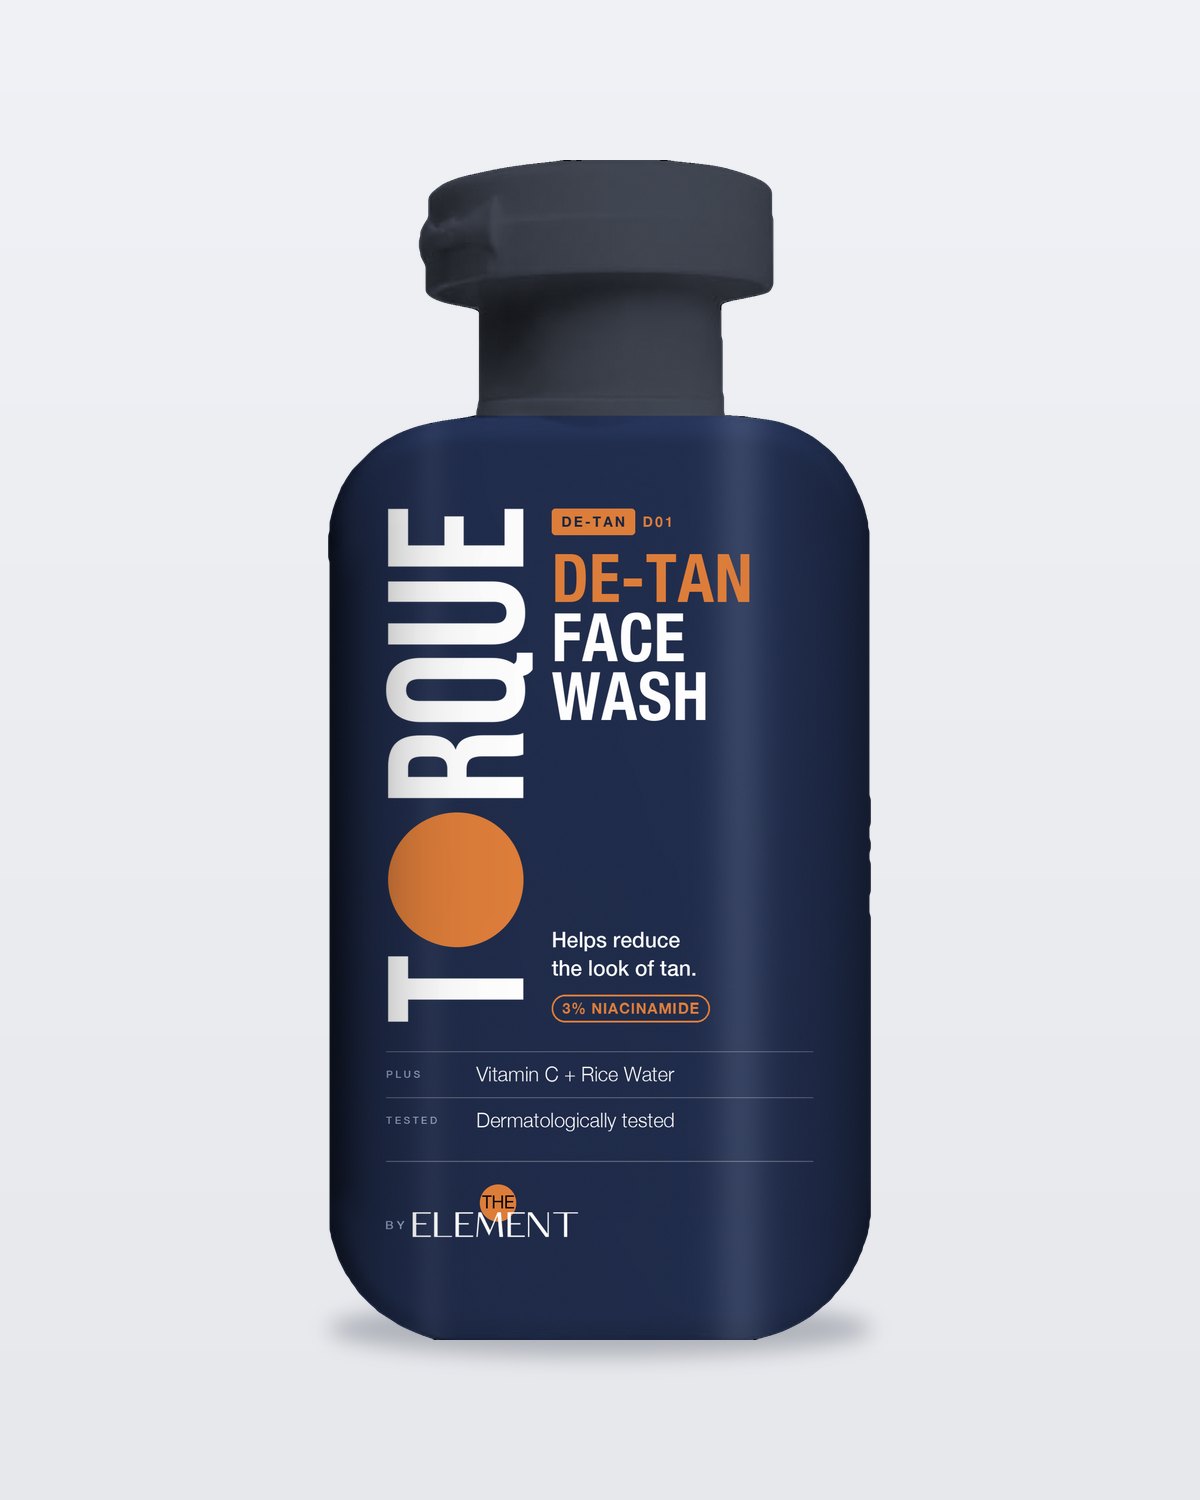 TORQUE
DE-TAN D01
DE-TAN
FACE
WASH
Helps reduce
the look of tan.
3% NIACINAMIDE
PLUS Vitamin C + Rice Water
TESTED Dermatologically tested
BY THE ELEMENT